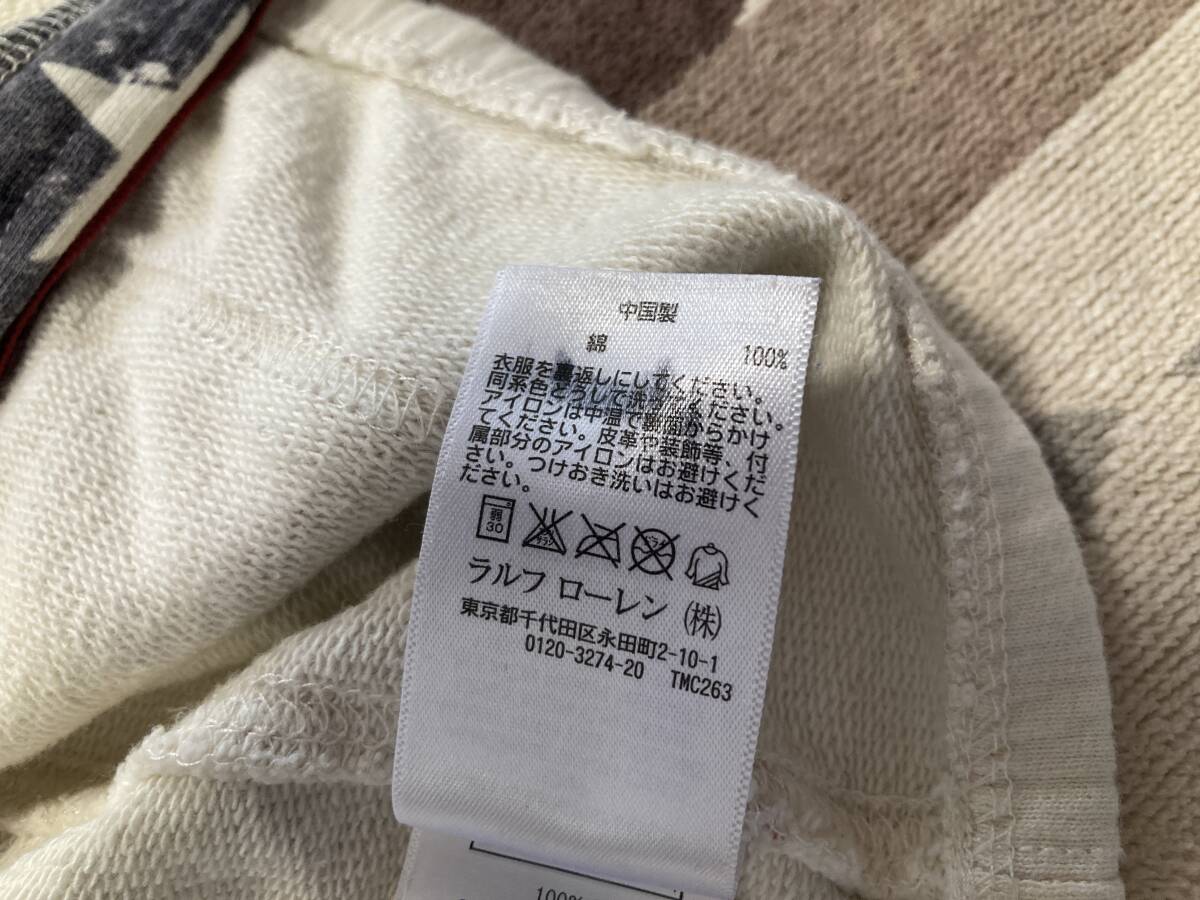 中国製
綿 100%
衣服を裏返しにしてください。
同系色どうしで洗ってください。
アイロンは中温で裏面からかけ
てください。皮革や装飾等、付
属部分のアイロンはお避けくだ
さい。つけおき洗いはお避けく
ださい。
弱
30
ラルフ ローレン (株)
東京都千代田区永田町2-10-1
0120-3274-20 TMC263
100%